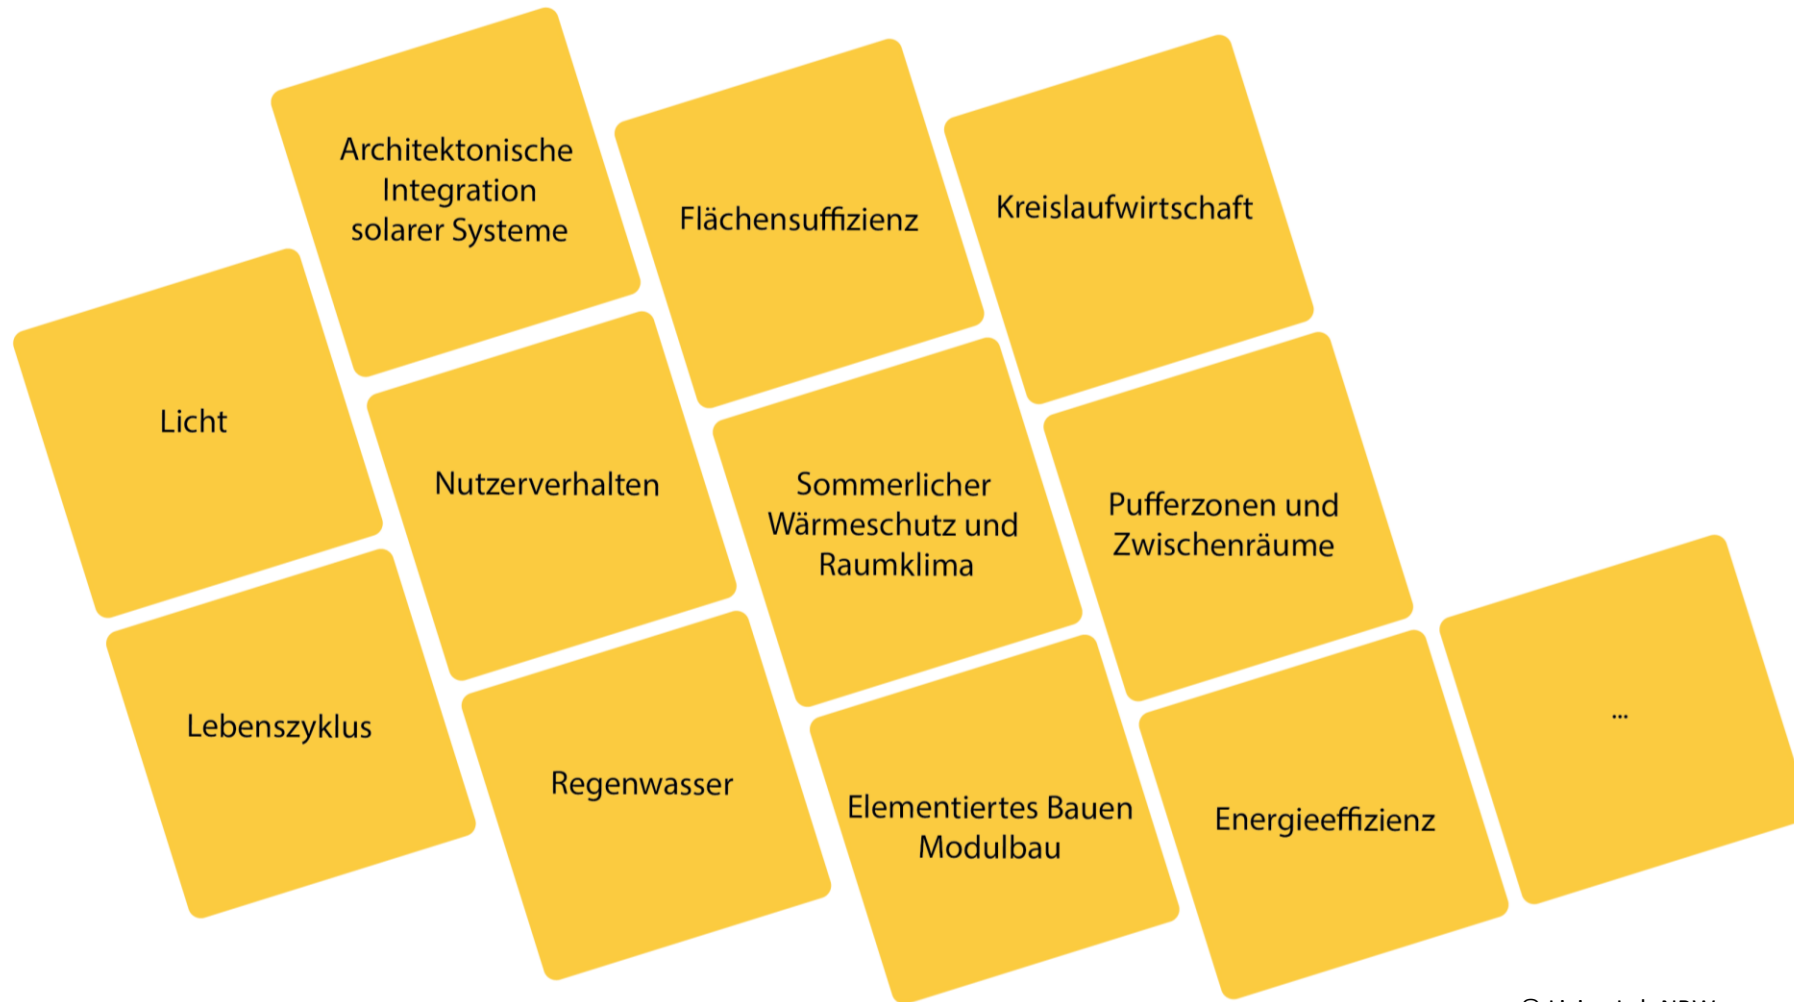 Architektonische
Integration
solarer Systeme
Flächensuffizienz
Kreislaufwirtschaft
Licht
Nutzerverhalten
Sommerlicher
Wärmeschutz und
Raumklima
Pufferzonen und
Zwischenräume
Lebenszyklus
Regenwasser
Elementiertes Bauen
Modulbau
Energieeffizienz
...